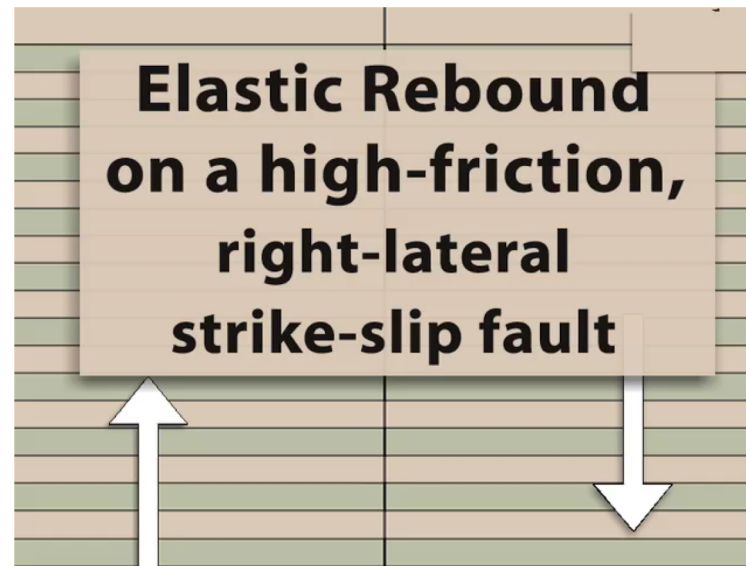 Elastic Rebound
on a high-friction,
right-lateral
strike-slip fault